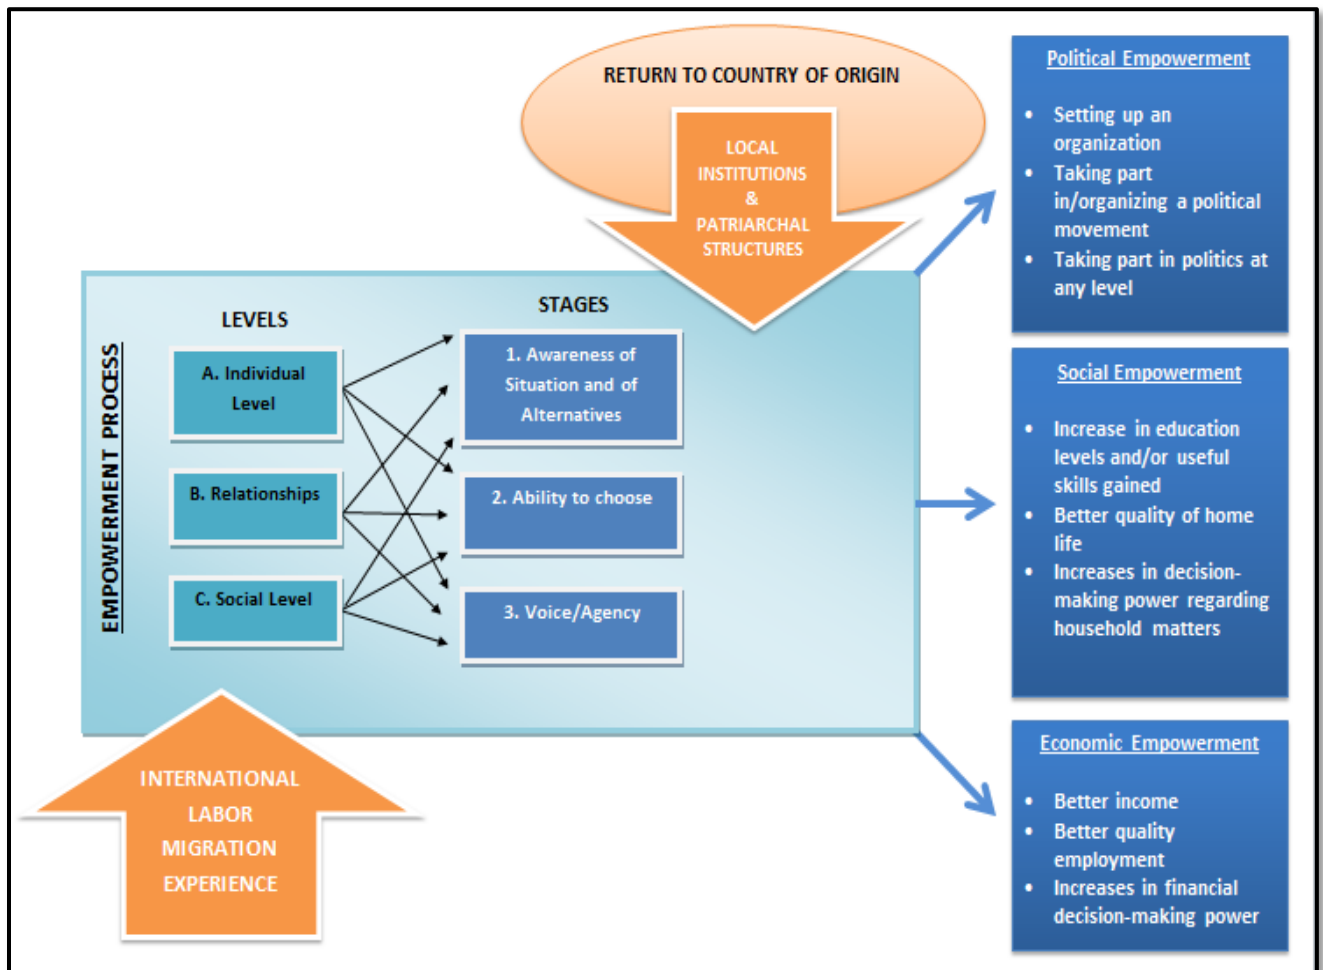 RETURN TO COUNTRY OF ORIGIN
LOCAL
INSTITUTIONS
&
PATRIARCHAL
STRUCTURES
EMPOWERMENT PROCESS
LEVELS
A. Individual
Level
B. Relationships
C. Social Level
STAGES
1. Awareness of
Situation and of
Alternatives
2. Ability to choose
3. Voice/Agency
INTERNATIONAL
LABOR
MIGRATION
EXPERIENCE
Political Empowerment
• Setting up an
organization
• Taking part
in/organizing a political
movement
• Taking part in politics at
any level
Social Empowerment
• Increase in education
levels and/or useful
skills gained
• Better quality of home
life
• Increases in decision-
making power regarding
household matters
Economic Empowerment
• Better income
• Better quality
employment
• Increases in financial
decision-making power